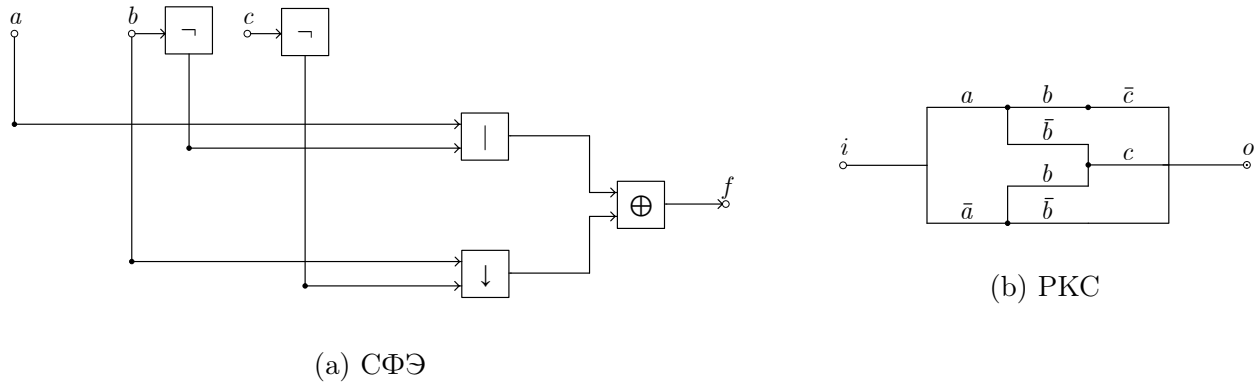 a b c ¬ ¬
a b c̄
| b̄
i c o
⊕ f b
ā b̄
↓
(b) РКС
(a) СФЭ